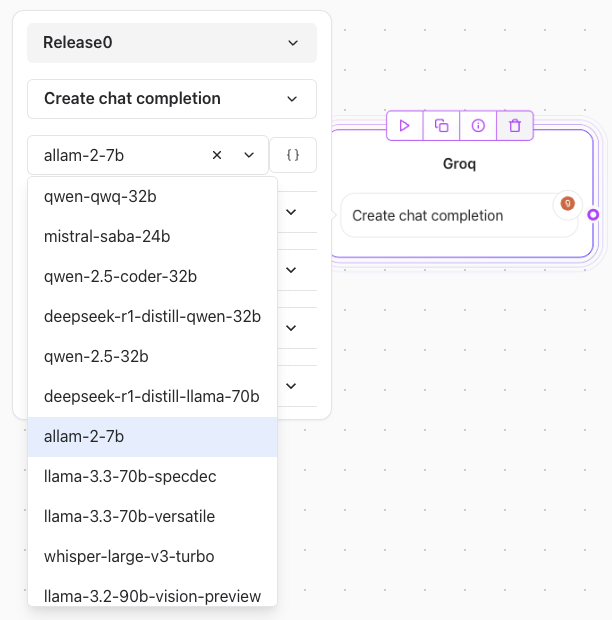 Release0
Create chat completion
allam-2-7b
{ }
qwen-qwq-32b
mistral-saba-24b
qwen-2.5-coder-32b
deepseek-r1-distill-qwen-32b
qwen-2.5-32b
deepseek-r1-distill-llama-70b
allam-2-7b
llama-3.3-70b-specdec
llama-3.3-70b-versatile
whisper-large-v3-turbo
llama-3.2-90b-vision-preview
Groq
Create chat completion
g